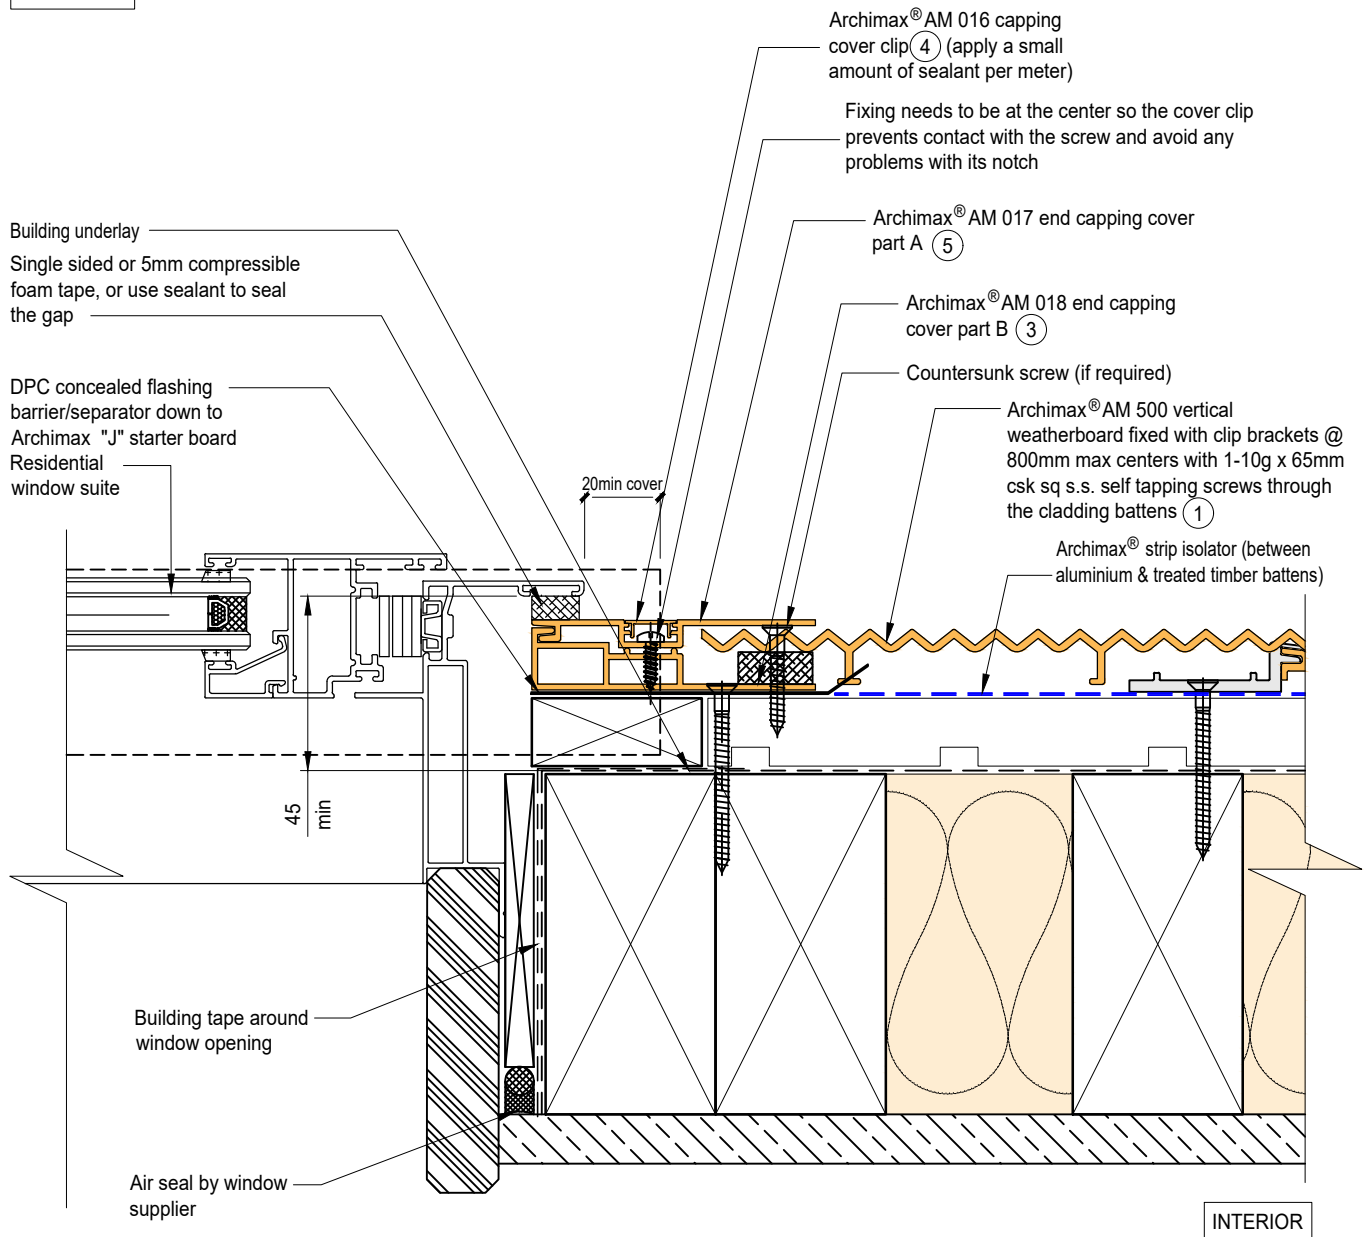 Archimax® AM 016 capping
cover clip 4 (apply a small
amount of sealant per meter)
Fixing needs to be at the center so the cover clip
prevents contact with the screw and avoid any
problems with its notch
Building underlay
Single sided or 5mm compressible
foam tape, or use sealant to seal
the gap
Archimax® AM 017 end capping cover
part A 5
Archimax® AM 018 end capping
cover part B 3
Countersunk screw (if required)
DPC concealed flashing
barrier/separator down to
Archimax "J" starter board
Residential
window suite
Archimax® AM 500 vertical
weatherboard fixed with clip brackets @
800mm max centers with 1-10g x 65mm
csk sq s.s. self tapping screws through
the cladding battens 1
20min cover
Archimax® strip isolator (between
aluminium & treated timber battens)
45
min
Building tape around
window opening
Air seal by window
supplier
INTERIOR